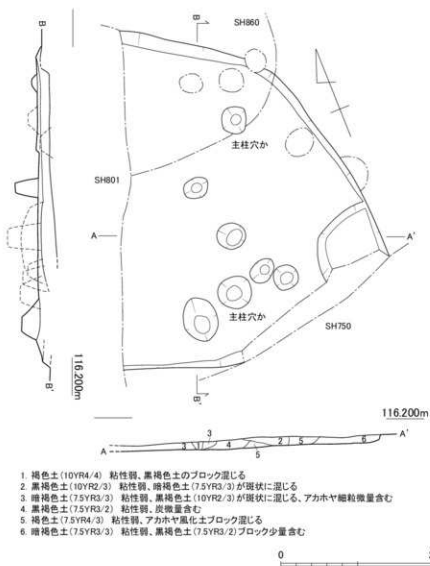 B
B
SH860
主柱穴か
SH801
A
A'
主柱穴か
SH750
B'
B'
116.200m
116.200m
A
A'
3
3
1
4
3
2
5
6
5
1. 褐色土(10YR4/4) 粘性弱、黒褐色土のブロック混じる
2. 黒褐色土(10YR2/3) 粘性弱、暗褐色土(7.5YR3/3)が斑状に混じる
3. 暗褐色土(7.5YR3/3) 粘性弱、黒褐色土(10YR2/3)が斑状に混じる、アカホヤ細粒微量含む
4. 黒褐色土(7.5YR3/2) 粘性弱、炭微量含む
5. 褐色土(7.5YR4/3) 粘性弱、アカホヤ風化土ブロック混じる
6. 暗褐色土(7.5YR3/3) 粘性弱、黒褐色土(7.5YR3/2)ブロック少量含む
0